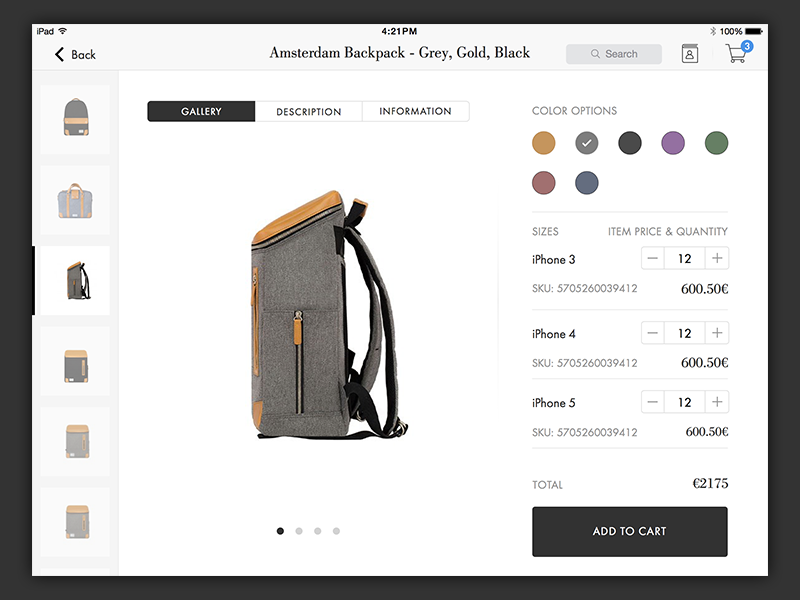 iPad 4:21PM 100%
Back Amsterdam Backpack - Grey, Gold, Black Search 3
GALLERY DESCRIPTION INFORMATION
COLOR OPTIONS
SIZES ITEM PRICE & QUANTITY
iPhone 3 12
SKU: 5705260039412 600.50€
iPhone 4 12
SKU: 5705260039412 600.50€
iPhone 5 12
SKU: 5705260039412 600.50€
TOTAL €2175
ADD TO CART